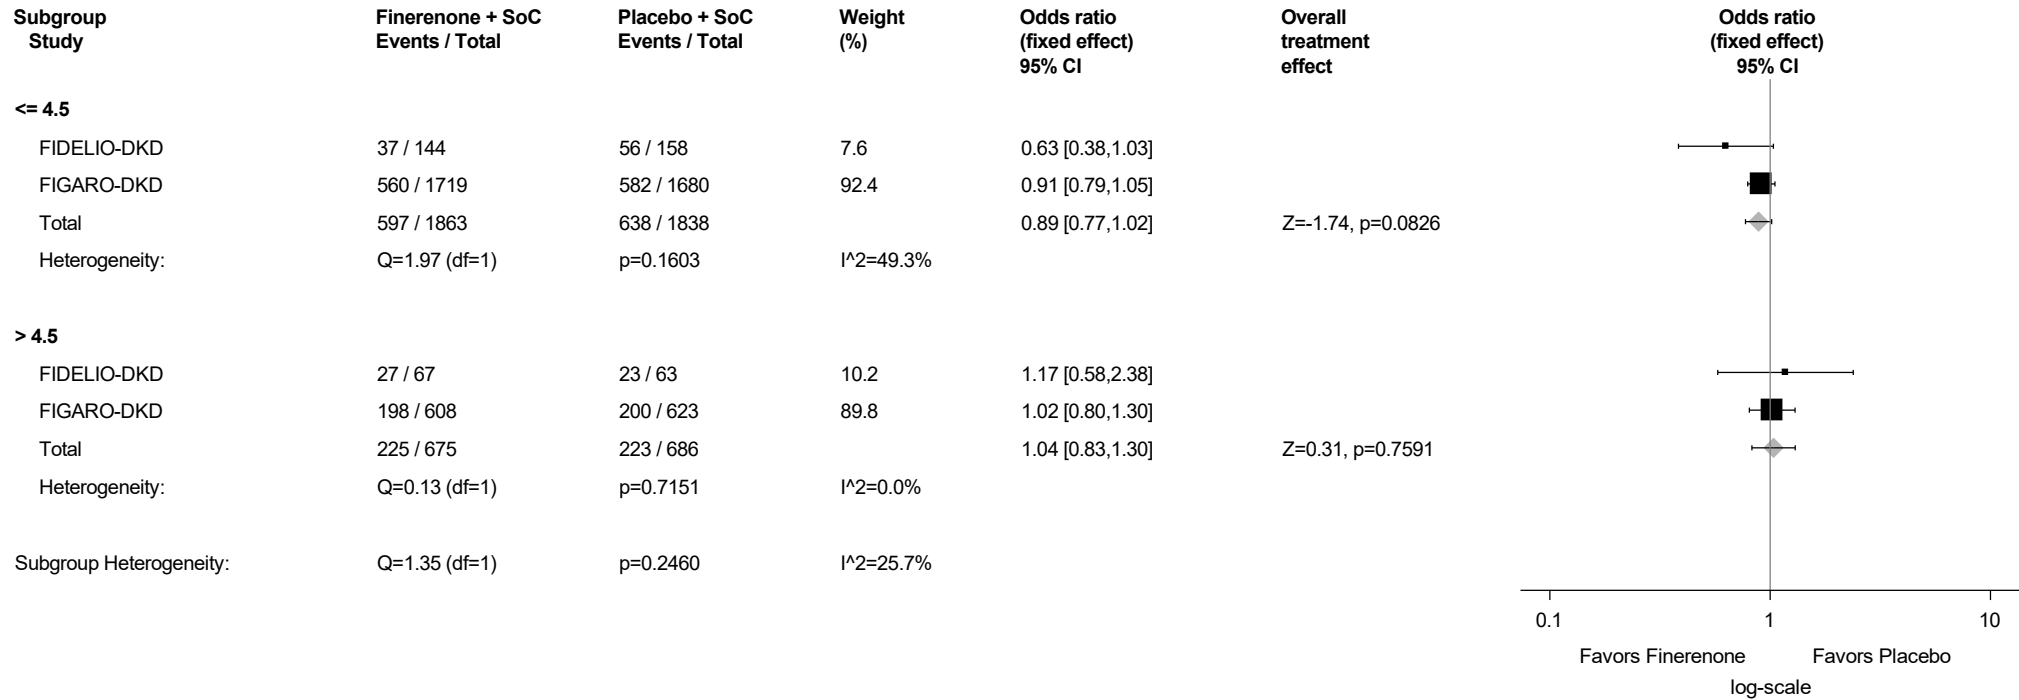 Subgroup Finerenone + SoC Placebo + SoC Weight Odds ratio Overall Odds ratio
Study Events / Total Events / Total (%) (fixed effect) treatment (fixed effect)
95% CI effect 95% CI
<= 4.5
FIDELIO-DKD 37 / 144 56 / 158 7.6 0.63 [0.38,1.03]
FIGARO-DKD 560 / 1719 582 / 1680 92.4 0.91 [0.79,1.05]
Total 597 / 1863 638 / 1838 0.89 [0.77,1.02] Z=-1.74, p=0.0826
Heterogeneity: Q=1.97 (df=1) p=0.1603 I^2=49.3%
> 4.5
FIDELIO-DKD 27 / 67 23 / 63 10.2 1.17 [0.58,2.38]
FIGARO-DKD 198 / 608 200 / 623 89.8 1.02 [0.80,1.30]
Total 225 / 675 223 / 686 1.04 [0.83,1.30] Z=0.31, p=0.7591
Heterogeneity: Q=0.13 (df=1) p=0.7151 I^2=0.0%
Subgroup Heterogeneity: Q=1.35 (df=1) p=0.2460 I^2=25.7%
0.1 1 10
Favors Finerenone Favors Placebo
log-scale